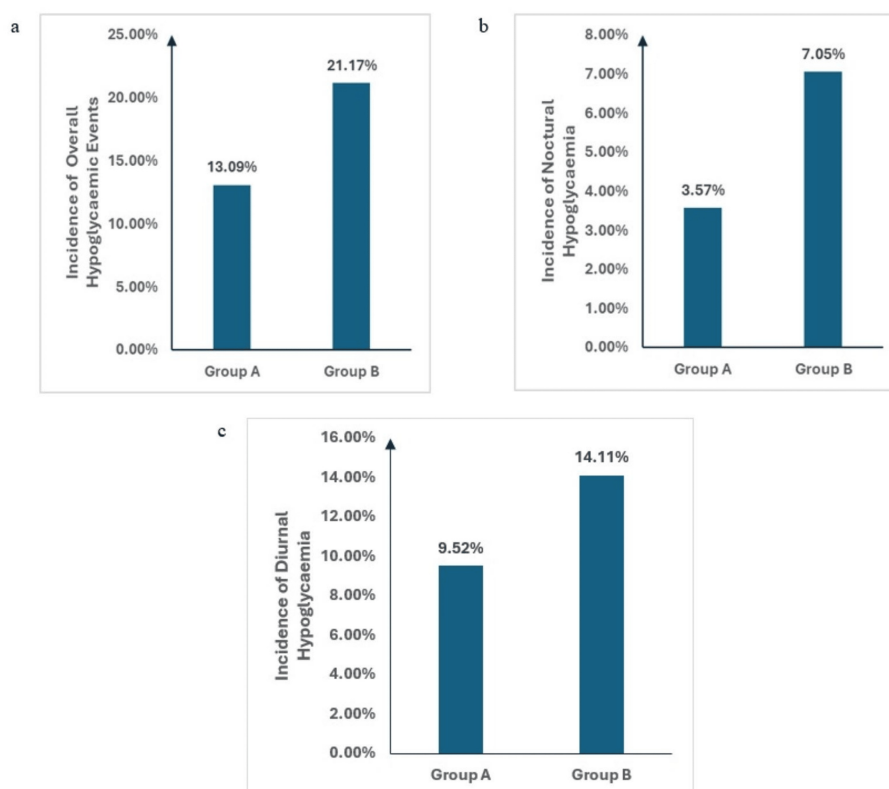 a
25.00%
20.00%
15.00%
10.00%
5.00%
0.00%
Incidence of Overall
Hypoglycaemic Events
13.09%
21.17%
Group A
Group B
b
8.00%
7.00%
6.00%
5.00%
4.00%
3.00%
2.00%
1.00%
0.00%
Incidence of Noctural
Hypoglycaemia
3.57%
7.05%
Group A
Group B
c
16.00%
14.00%
12.00%
10.00%
8.00%
6.00%
4.00%
2.00%
0.00%
Incidence of Diurnal
Hypoglycaemia
9.52%
14.11%
Group A
Group B